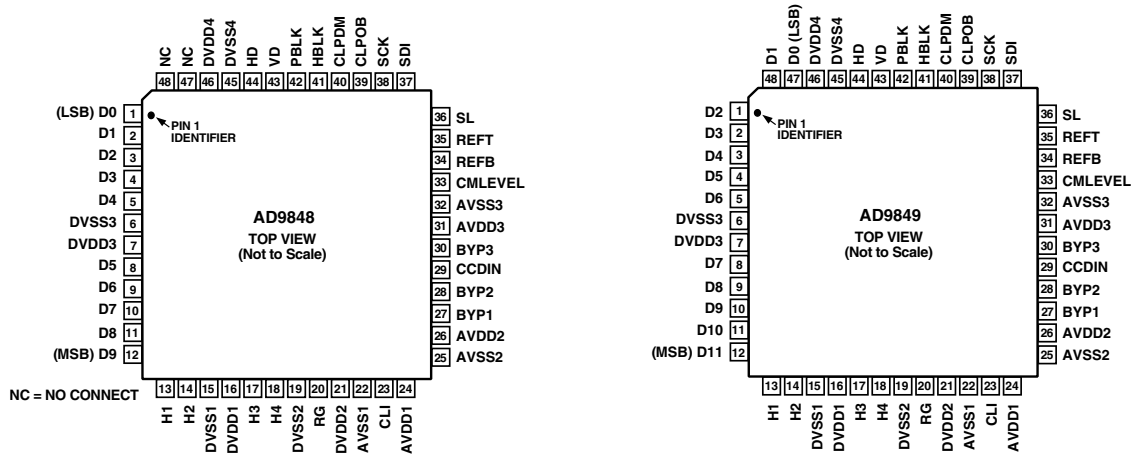 NC
NC
DVDD4
DVSS4
HD
VD
PBLK
HBLK
CLPDM
CLPOB
SCK
SDI
48 47 46 45 44 43 42 41 40 39 38 37
(LSB) D0 1
D1 2
D2 3
D3 4
D4 5
DVSS3 6
DVDD3 7
D5 8
D6 9
D7 10
D8 11
(MSB) D9 12
PIN 1
IDENTIFIER
AD9848
TOP VIEW
(Not to Scale)
36 SL
35 REFT
34 REFB
33 CMLEVEL
32 AVSS3
31 AVDD3
30 BYP3
29 CCDIN
28 BYP2
27 BYP1
26 AVDD2
25 AVSS2
13 14 15 16 17 18 19 20 21 22 23 24
NC = NO CONNECT
H1
H2
DVSS1
DVDD1
H3
H4
DVSS2
RG
DVDD2
AVSS1
CLI
AVDD1
D1
D0 (LSB)
DVDD4
DVSS4
HD
VD
PBLK
HBLK
CLPDM
CLPOB
SCK
SDI
48 47 46 45 44 43 42 41 40 39 38 37
D2 1
D3 2
D4 3
D5 4
D6 5
DVSS3 6
DVDD3 7
D7 8
D8 9
D9 10
D10 11
(MSB) D11 12
PIN 1
IDENTIFIER
AD9849
TOP VIEW
(Not to Scale)
36 SL
35 REFT
34 REFB
33 CMLEVEL
32 AVSS3
31 AVDD3
30 BYP3
29 CCDIN
28 BYP2
27 BYP1
26 AVDD2
25 AVSS2
13 14 15 16 17 18 19 20 21 22 23 24
H1
H2
DVSS1
DVDD1
H3
H4
DVSS2
RG
DVDD2
AVSS1
CLI
AVDD1